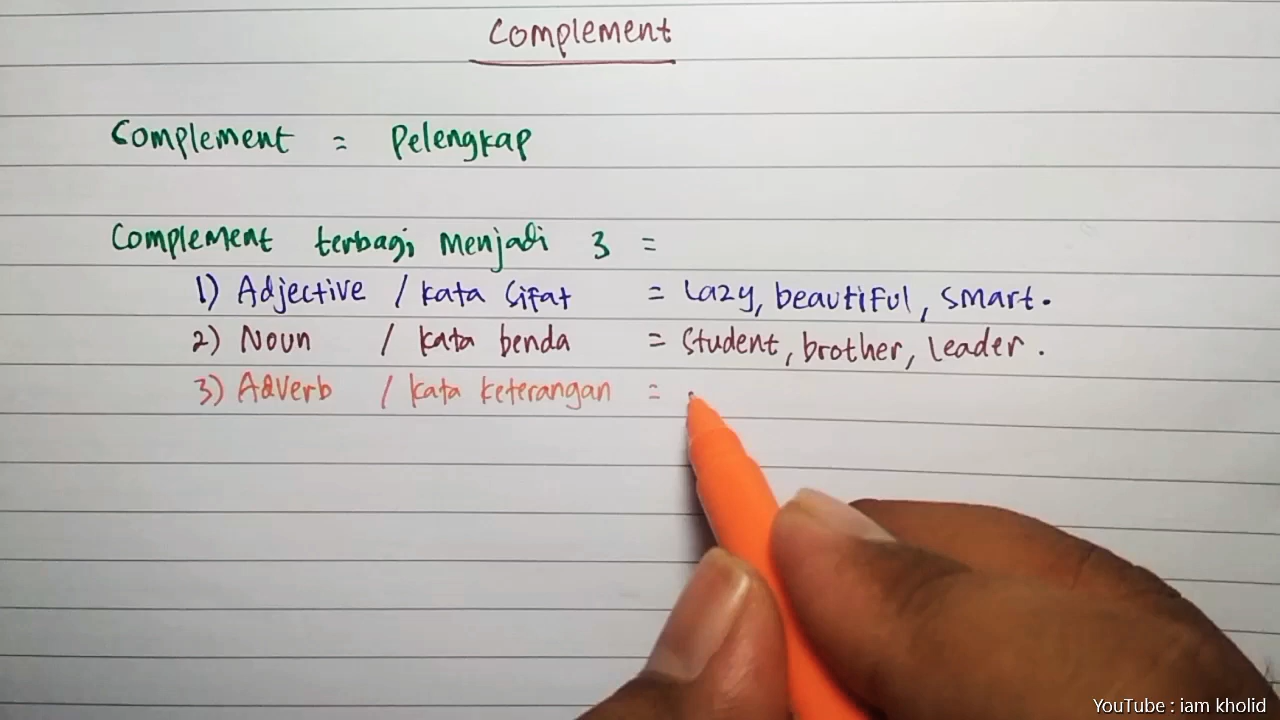 Complement
Complement = Pelengkap
Complement terbagi menjadi 3 =
1) Adjective / kata sifat = Lazy, beautiful, smart.
2) Noun / kata benda = Student, brother, leader.
3) Adverb / kata keterangan =
YouTube : iam kholid